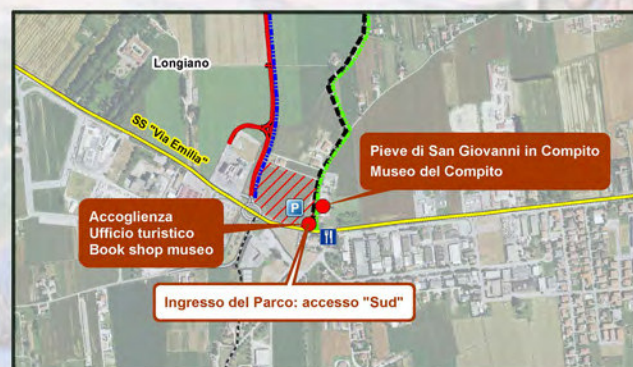 Longiano
SS "Via Emilia"
Pieve di San Giovanni in Compito
Museo del Compito
P
Accoglienza
Ufficio turistico
Book shop museo
Ingresso del Parco: accesso "Sud"